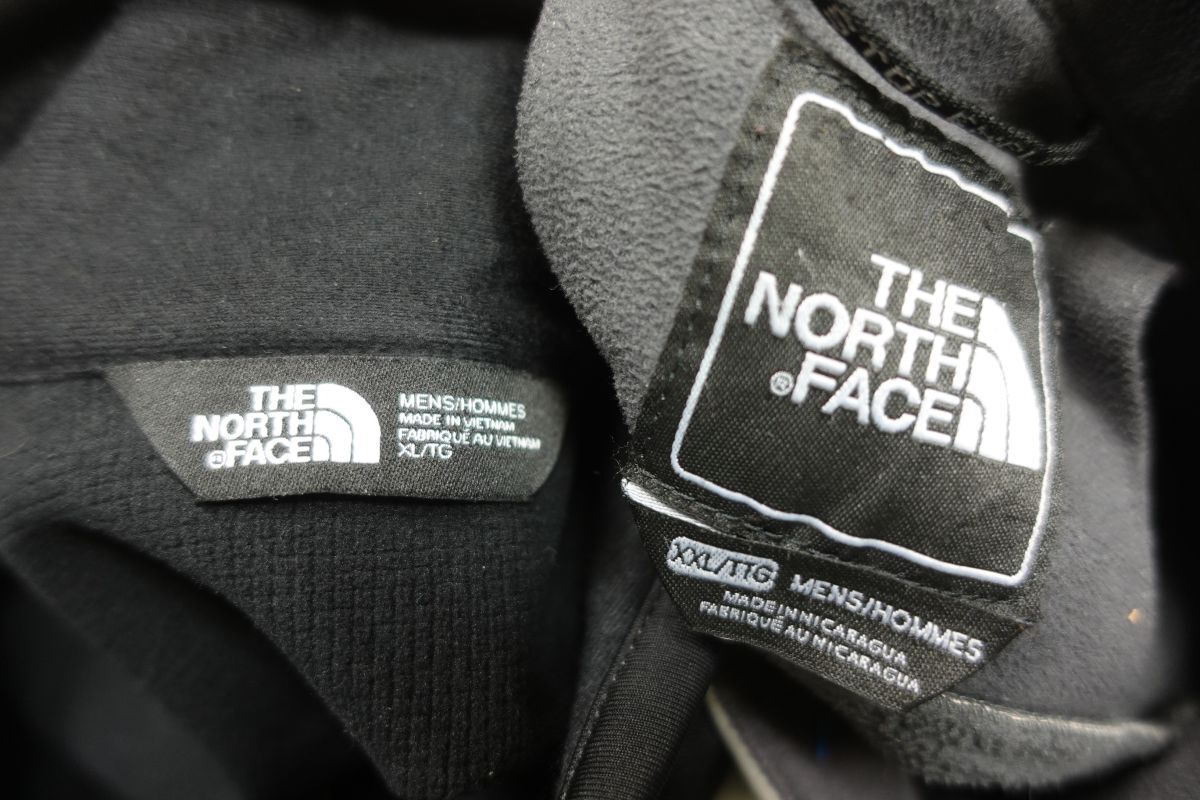 THE
NORTH
®FACE
MENS/HOMMES
MADE IN VIETNAM
FABRIQUÉ AU VIETNAM
XL/TG
THE
NORTH
®FACE
XXL/TTG MENS/HOMMES
MADE IN NICARAGUA
FABRIQUÉ AU NICARAGUA